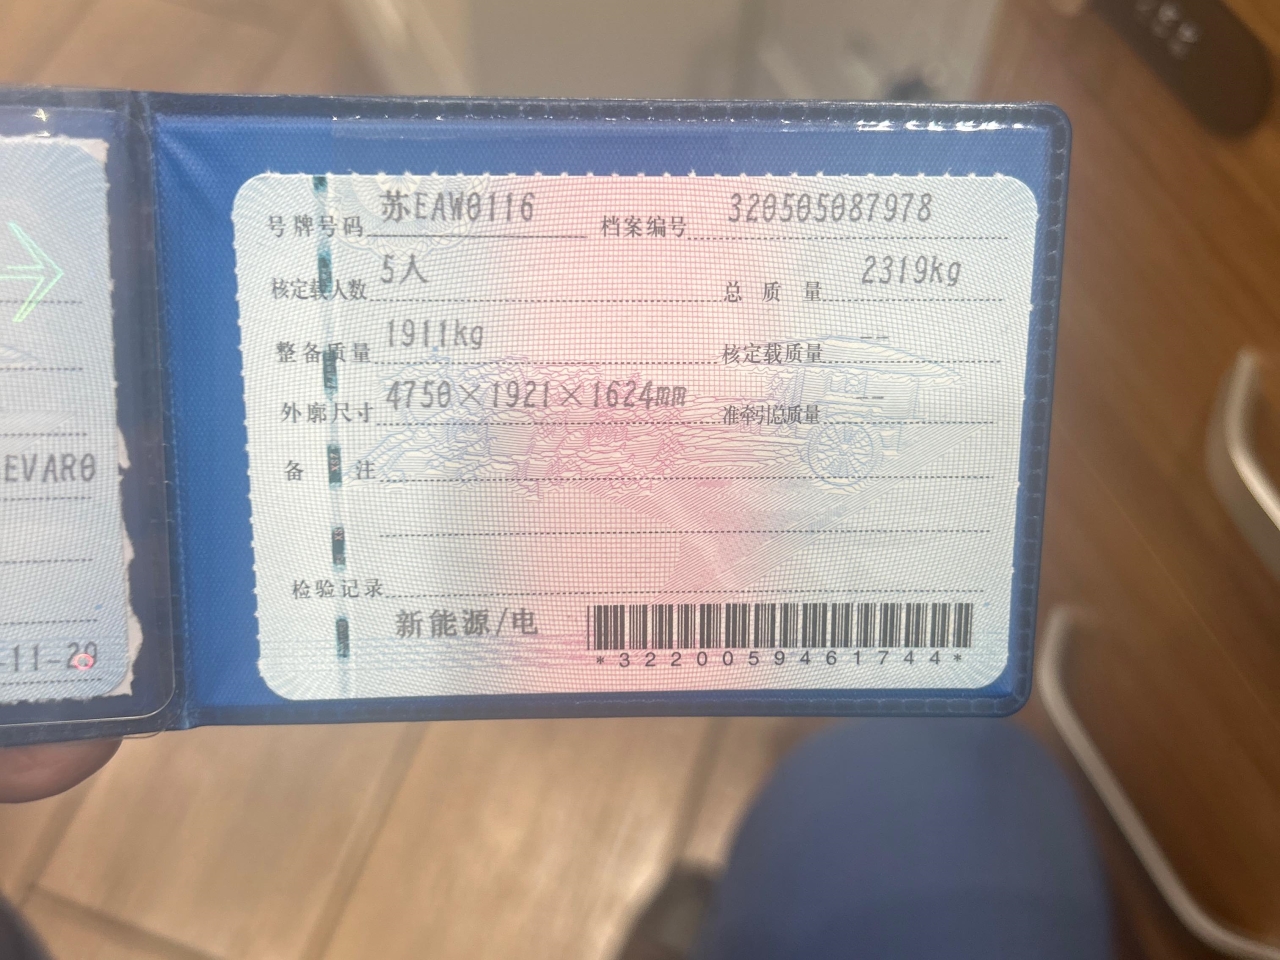 号牌号码 苏EAW0116 档案编号 320505087978
核定载人数 5人 总质量 2319kg
整备质量 1911kg 核定载质量 --
外廓尺寸 4750×1921×1624mm 准牵引总质量 --
备注
检验记录
新能源/电
*3220059461744*
EVAR0
-11-20